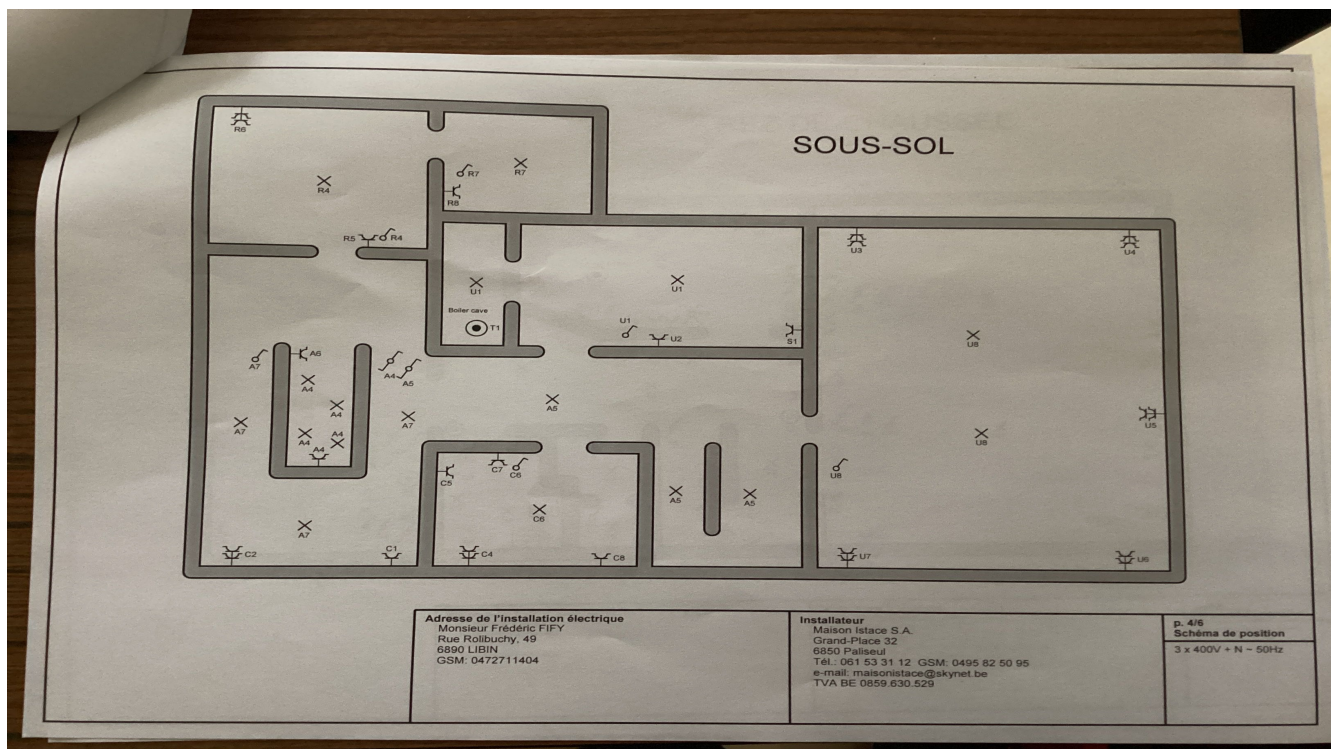 SOUS-SOL
R6
R4
R7
R7
R8
R5
R4
U3
U4
U1
U1
Boiler cave
T1
U1
U2
S1
U8
A7
A6
A4
A5
A4
A4
A5
A7
A7
A4
A4
A4
U5
U8
C7
C6
C5
U8
A5
A5
C6
A7
C2
C1
C4
C8
U7
U6
Adresse de l'installation électrique
Monsieur Frédéric FIFY
Rue Rolibuchy, 49
6890 LIBIN
GSM: 0472711404
Installateur
Maison Istace S.A.
Grand-Place 32
6850 Paliseul
Tél.: 061 53 31 12 GSM: 0495 82 50 95
e-mail: maisonistace@skynet.be
TVA BE 0859.630.529
p. 4/6
Schéma de position
3 x 400V + N ~ 50Hz